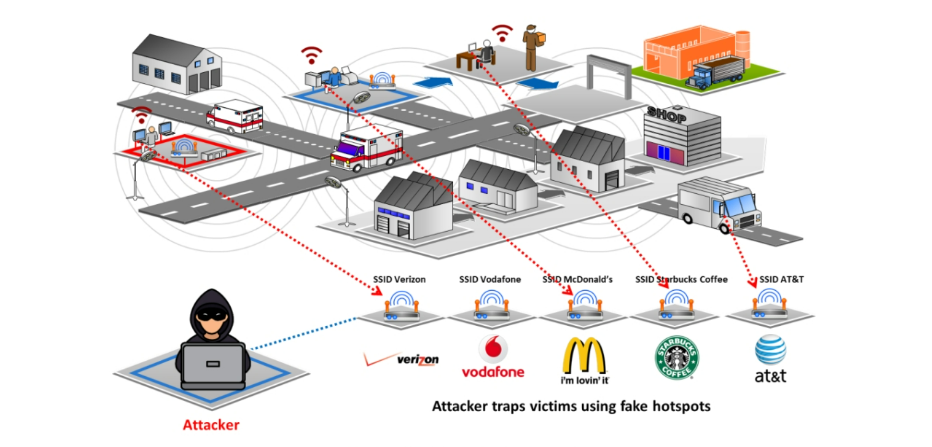 SHOP
SSID Verizon
SSID Vodafone
SSID McDonald's
SSID Starbucks Coffee
SSID AT&T
verizon
vodafone
i'm lovin' it
STARBUCKS
COFFEE
at&t
Attacker
Attacker traps victims using fake hotspots